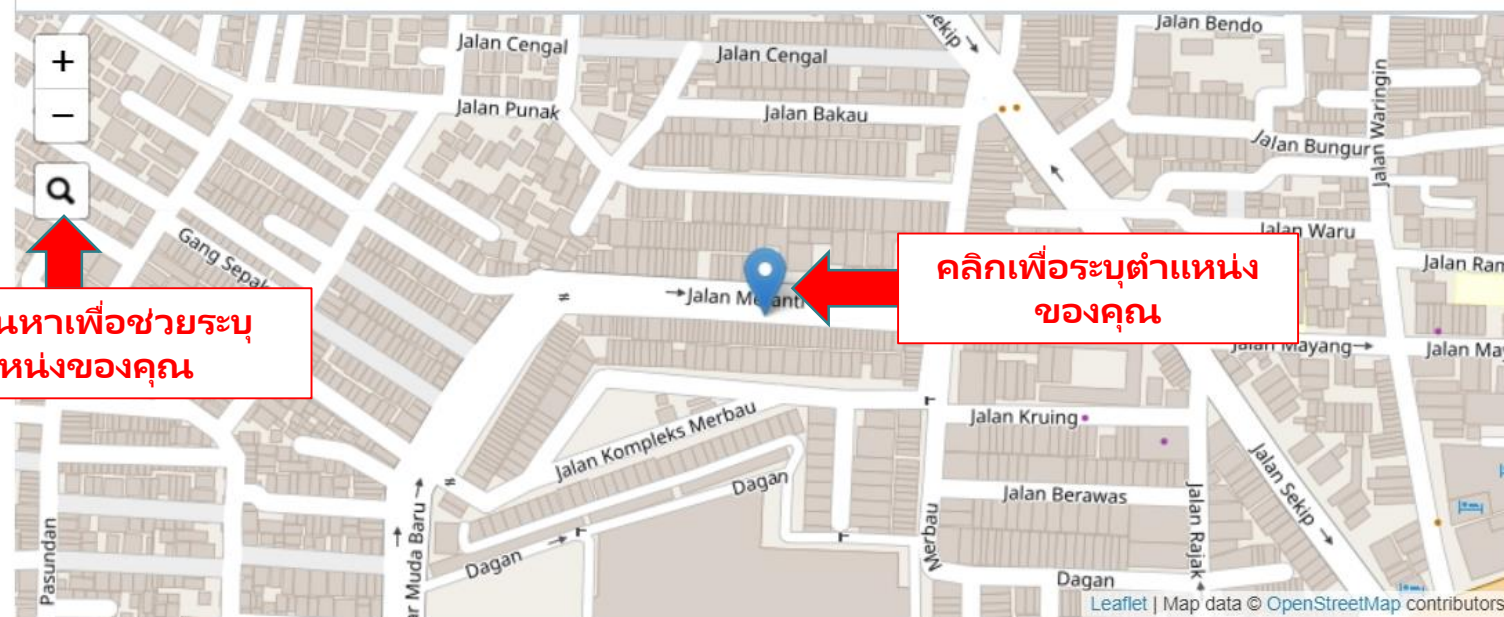 Sekip
Jalan Bendo
+
Jalan Cengal
Jalan Cengal
−
Jalan Punak
Jalan Bakau
Jalan Waringin
Jalan Bungur
Jalan Waru
Gang Sepak
คลิกเพื่อระบุตำแหน่ง
ของคุณ
Jalan
นหาเพื่อช่วยระบุ
หน่งของคุณ
Jalan Mayang
Jalan
Jalan Kompleks Merbau
Jalan Kruing
Dagan
Jalan Berawas
Jalan Sekip
Pasundan
Muda Baru
Dagan
Merbau
Jalan Rajak
Dagan
Leaflet | Map data © OpenStreetMap contributors